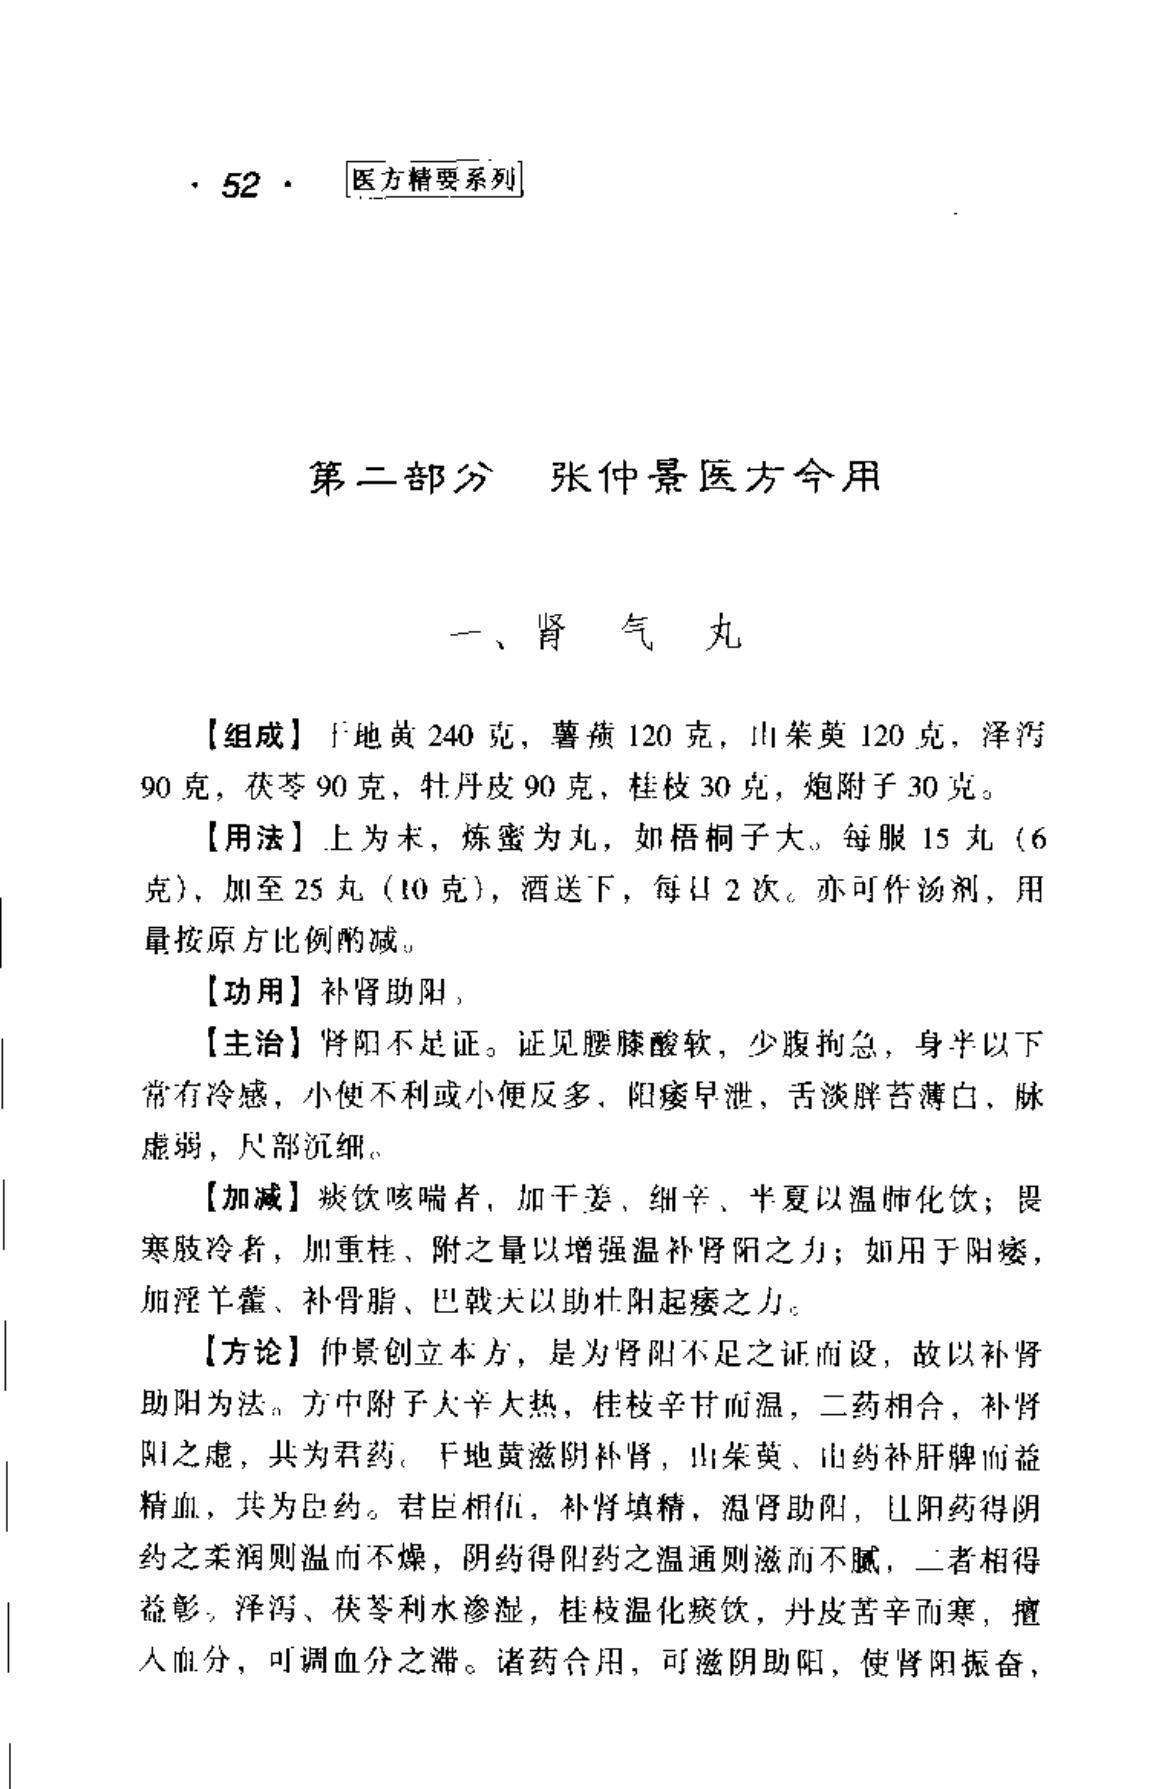 · 52 · 医方精要系列
第二部分 张仲景医方今用
一、肾 气 丸
【组成】干地黄 240 克，薯蓣 120 克，山茱萸 120 克，泽泻
90 克，茯苓 90 克，牡丹皮 90 克，桂枝 30 克，炮附子 30 克。
【用法】上为末，炼蜜为丸，如梧桐子大。每服 15 丸（6
克），加至 25 丸（10 克），酒送下，每日 2 次。亦可作汤剂，用
量按原方比例酌减。
【功用】补肾助阳。
【主治】肾阳不足证。证见腰膝酸软，少腹拘急，身半以下
常有冷感，小便不利或小便反多，阳痿早泄，舌淡胖苔薄白，脉
虚弱，尺部沉细。
【加减】痰饮咳喘者，加干姜、细辛、半夏以温肺化饮；畏
寒肢冷者，加重桂、附之量以增强温补肾阳之力；如用于阳痿，
加淫羊藿、补骨脂、巴戟天以助壮阳起痿之力。
【方论】仲景创立本方，是为肾阳不足之证而设，故以补肾
助阳为法。方中附子大辛大热，桂枝辛甘而温，二药相合，补肾
阳之虚，共为君药。干地黄滋阴补肾，山茱萸、山药补肝脾而益
精血，共为臣药。君臣相伍，补肾填精，温肾助阳，且阳药得阴
药之柔润则温而不燥，阴药得阳药之温通则滋而不腻，二者相得
益彰。泽泻、茯苓利水渗湿，桂枝温化痰饮，丹皮苦辛而寒，擅
入血分，可调血分之滞。诸药合用，可滋阴助阳，使肾阳振奋，